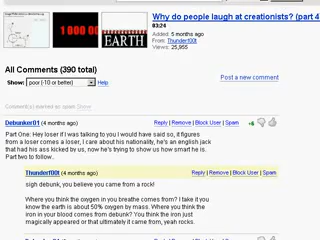 1 000 00
EARTH
Why do people laugh at creationists? (part 4
03:24
Added: 5 months ago
From: Thunderf00t
Views: 25,955
All Comments (390 total)
Show: poor (-10 or better) Help
Post a new comment
Comment(s) marked as spam Show
Debunker01 (4 months ago) Reply | Remove | Block User | Spam +6
Part One: Hey loser if I was talking to you I would have said so, it figures
from a loser comes a loser, I care about his nationality, he's an english jack
that had his ass kicked by us, now he's trying to show us how smart he is.
Part two to follow.
Thunderf00t (4 months ago) Reply | Remove | Block User | Spam
sigh debunk, you believe you came from a rock!
Where you think the oxygen in you breathe comes from? I take it you
know the earth is about 50% oxygen by mass. Where you think the
iron in your blood comes from debunk? You think the iron just
magically appeared or that ultimately it came from, yeah rocks.